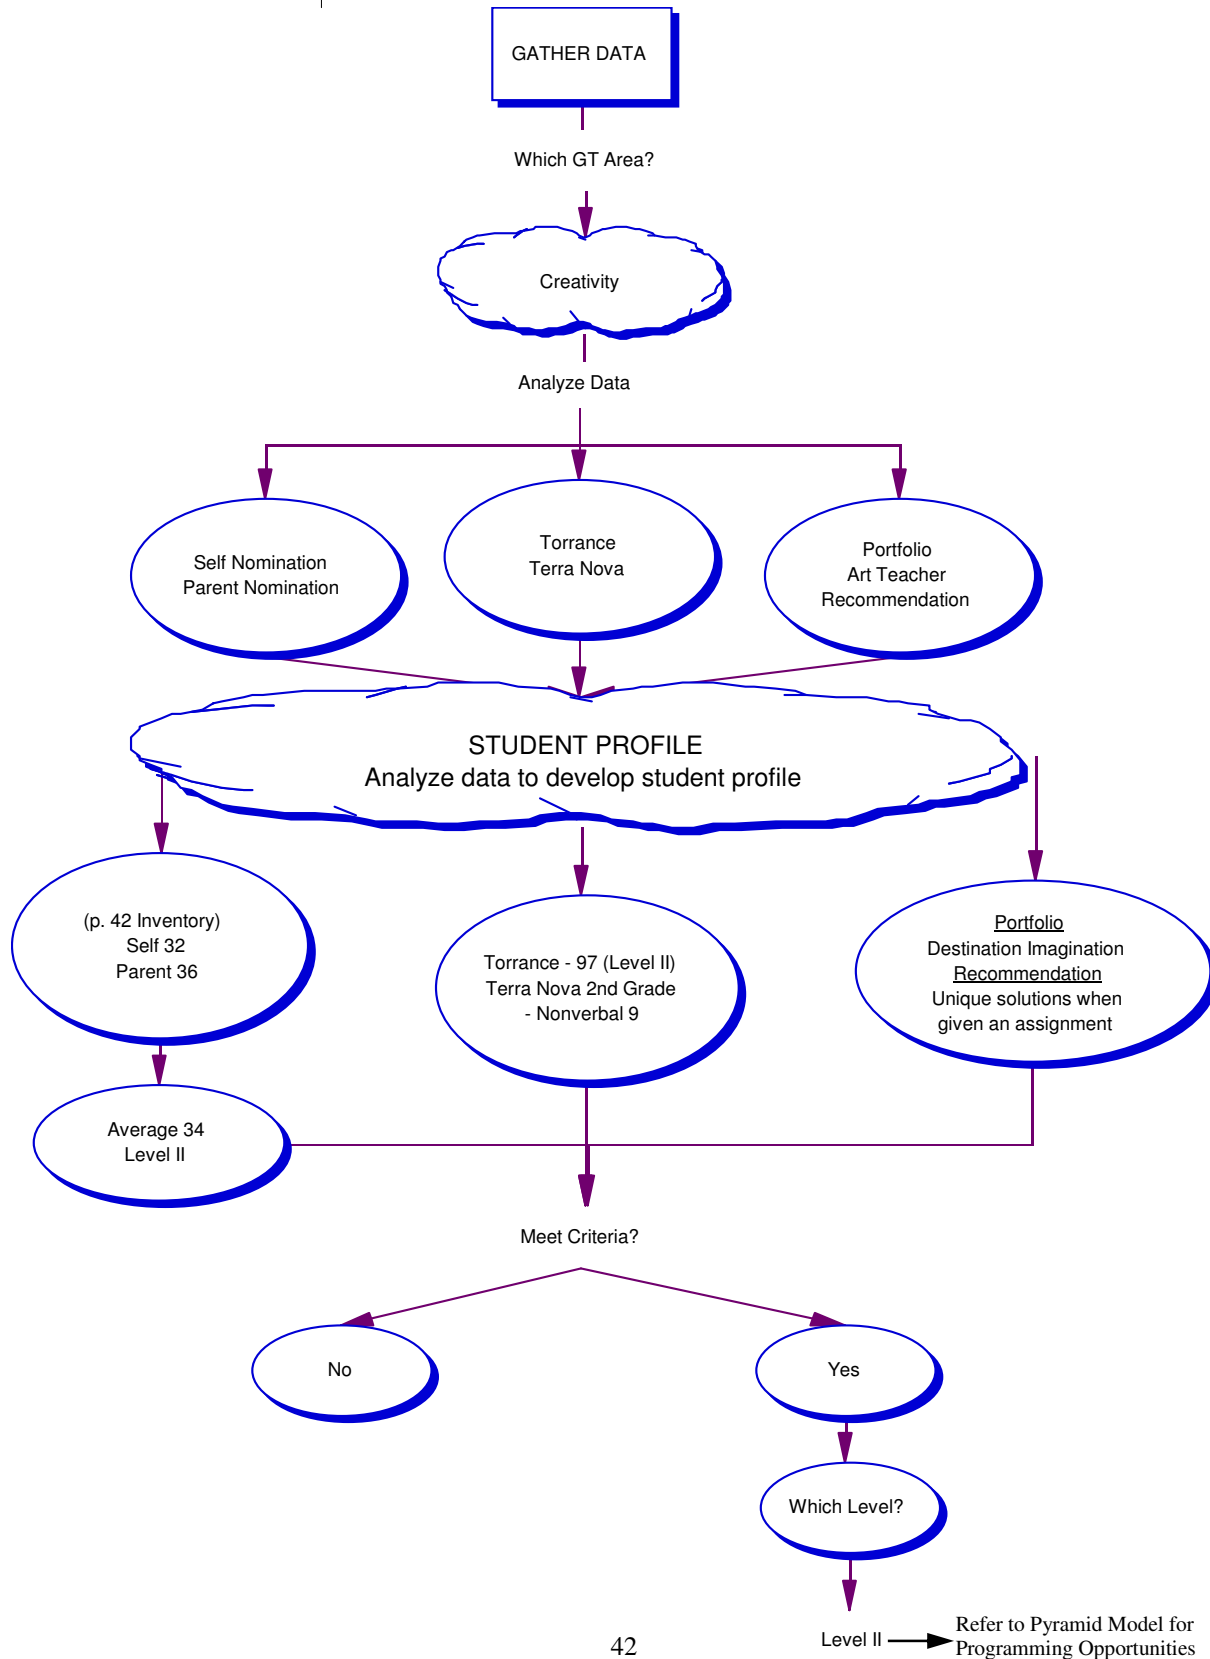 GATHER DATA
Which GT Area?
Creativity
Analyze Data
Self Nomination
Parent Nomination
Torrance
Terra Nova
Portfolio
Art Teacher
Recommendation
STUDENT PROFILE
Analyze data to develop student profile
(p. 42 Inventory)
Self 32
Parent 36
Torrance - 97 (Level II)
Terra Nova 2nd Grade
- Nonverbal 9
Portfolio
Destination Imagination
Recommendation
Unique solutions when
given an assignment
Average 34
Level II
Meet Criteria?
No
Yes
Which Level?
Level II
Refer to Pyramid Model for
Programming Opportunities
42